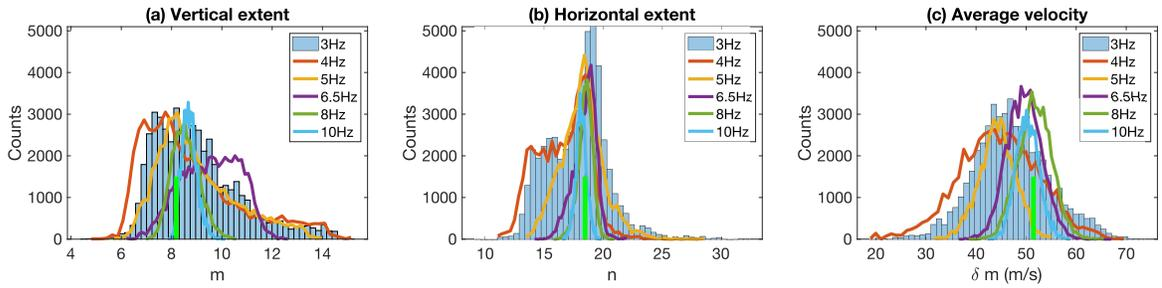 (a) Vertical extent
5000
4000
3000
2000
1000
0
Counts
4 6 8 10 12 14
m
3Hz
4Hz
5Hz
6.5Hz
8Hz
10Hz
(b) Horizontal extent
5000
4000
3000
2000
1000
0
Counts
10 15 20 25 30
n
3Hz
4Hz
5Hz
6.5Hz
8Hz
10Hz
(c) Average velocity
5000
4000
3000
2000
1000
0
Counts
20 30 40 50 60 70
δ m (m/s)
3Hz
4Hz
5Hz
6.5Hz
8Hz
10Hz